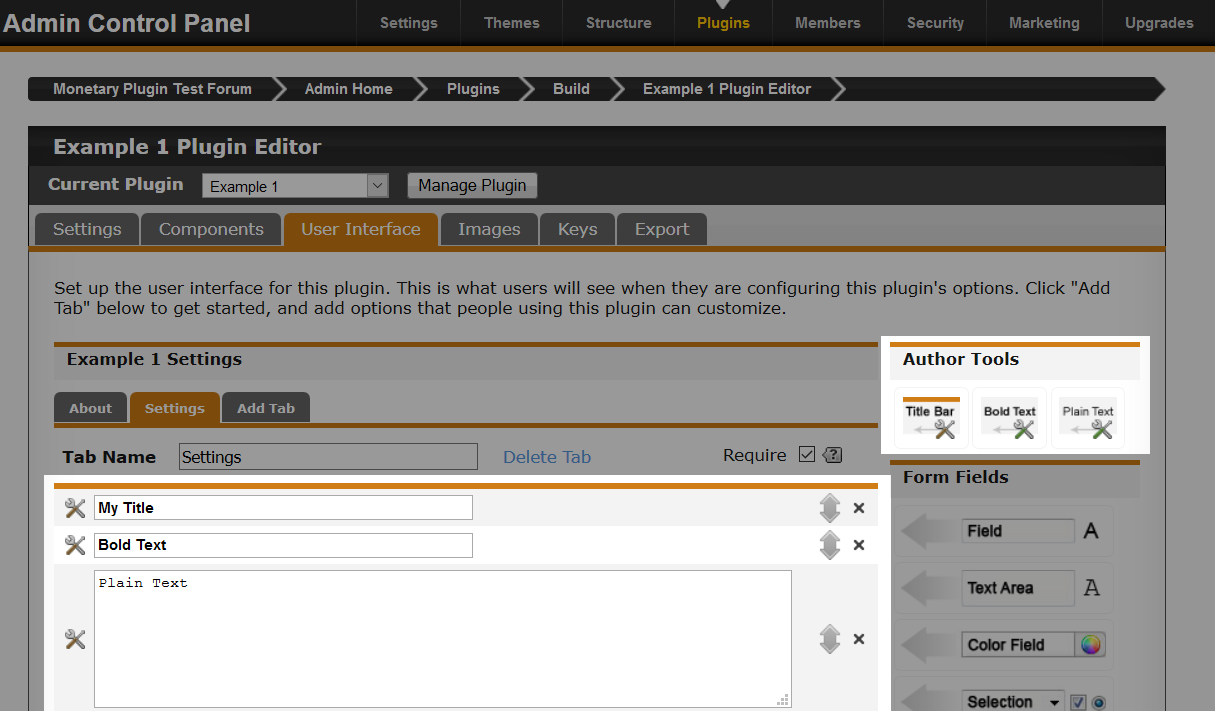 Admin Control Panel
Settings Themes Structure Plugins Members Security Marketing Upgrades
Monetary Plugin Test Forum Admin Home Plugins Build Example 1 Plugin Editor
Example 1 Plugin Editor
Current Plugin Example 1 Manage Plugin
Settings Components User Interface Images Keys Export
Set up the user interface for this plugin. This is what users will see when they are configuring this plugin's options. Click "Add
Tab" below to get started, and add options that people using this plugin can customize.
Example 1 Settings
About Settings Add Tab
Tab Name Settings Delete Tab Require ?
My Title
Bold Text
Plain Text
Author Tools
Title Bar Bold Text Plain Text
Form Fields
Field A
Text Area A
Color Field
Selection